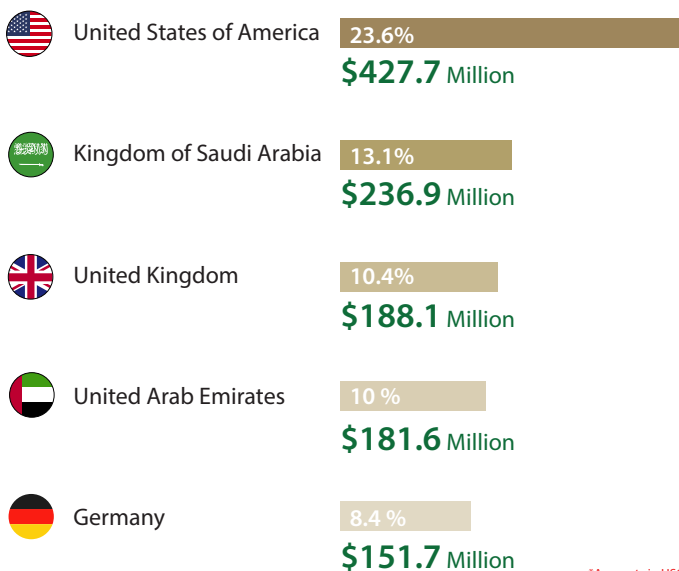 United States of America
23.6%
$427.7 Million
Kingdom of Saudi Arabia
13.1%
$236.9 Million
United Kingdom
10.4%
$188.1 Million
United Arab Emirates
10 %
$181.6 Million
Germany
8.4 %
$151.7 Million